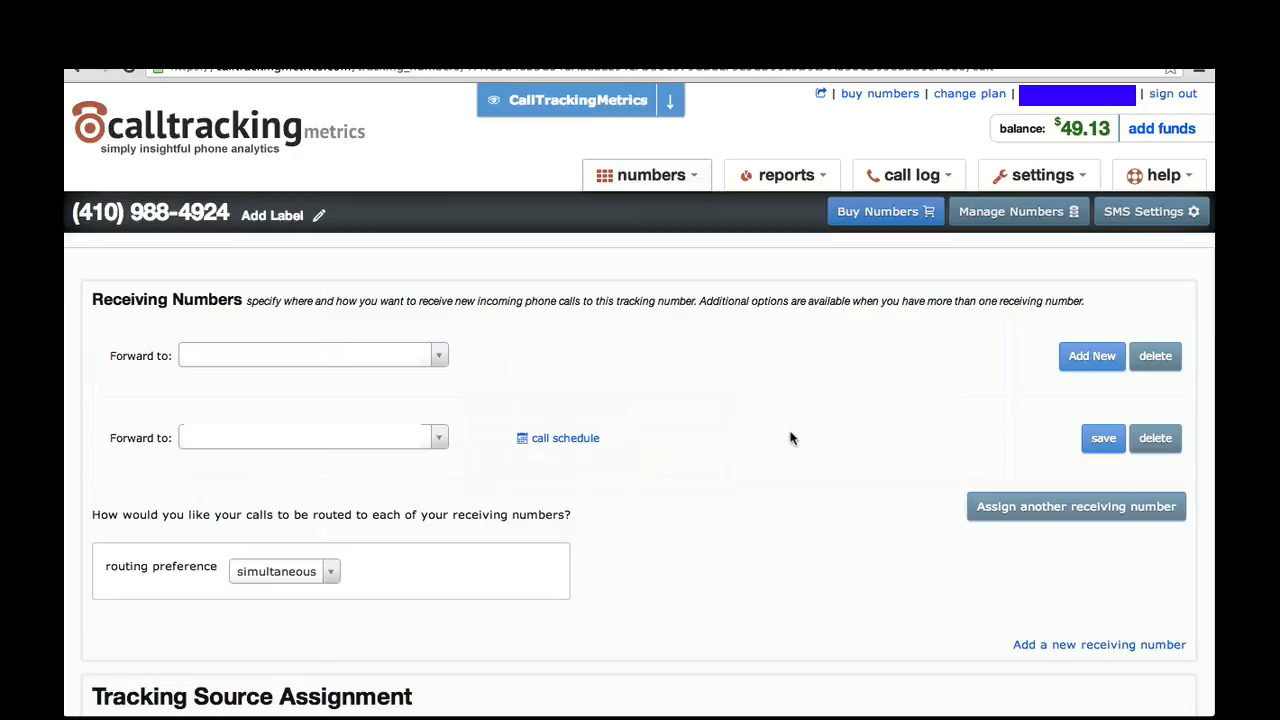 CallTrackingMetrics
buy numbers | change plan | | sign out
calltracking metrics
simply insightful phone analytics
balance: $49.13 add funds
numbers reports call log settings help
(410) 988-4924 Add Label Buy Numbers Manage Numbers SMS Settings
Receiving Numbers specify where and how you want to receive new incoming phone calls to this tracking number. Additional options are available when you have more than one receiving number.
Forward to: Add New delete
Forward to: call schedule save delete
Assign another receiving number
How would you like your calls to be routed to each of your receiving numbers?
routing preference simultaneous
Add a new receiving number
Tracking Source Assignment